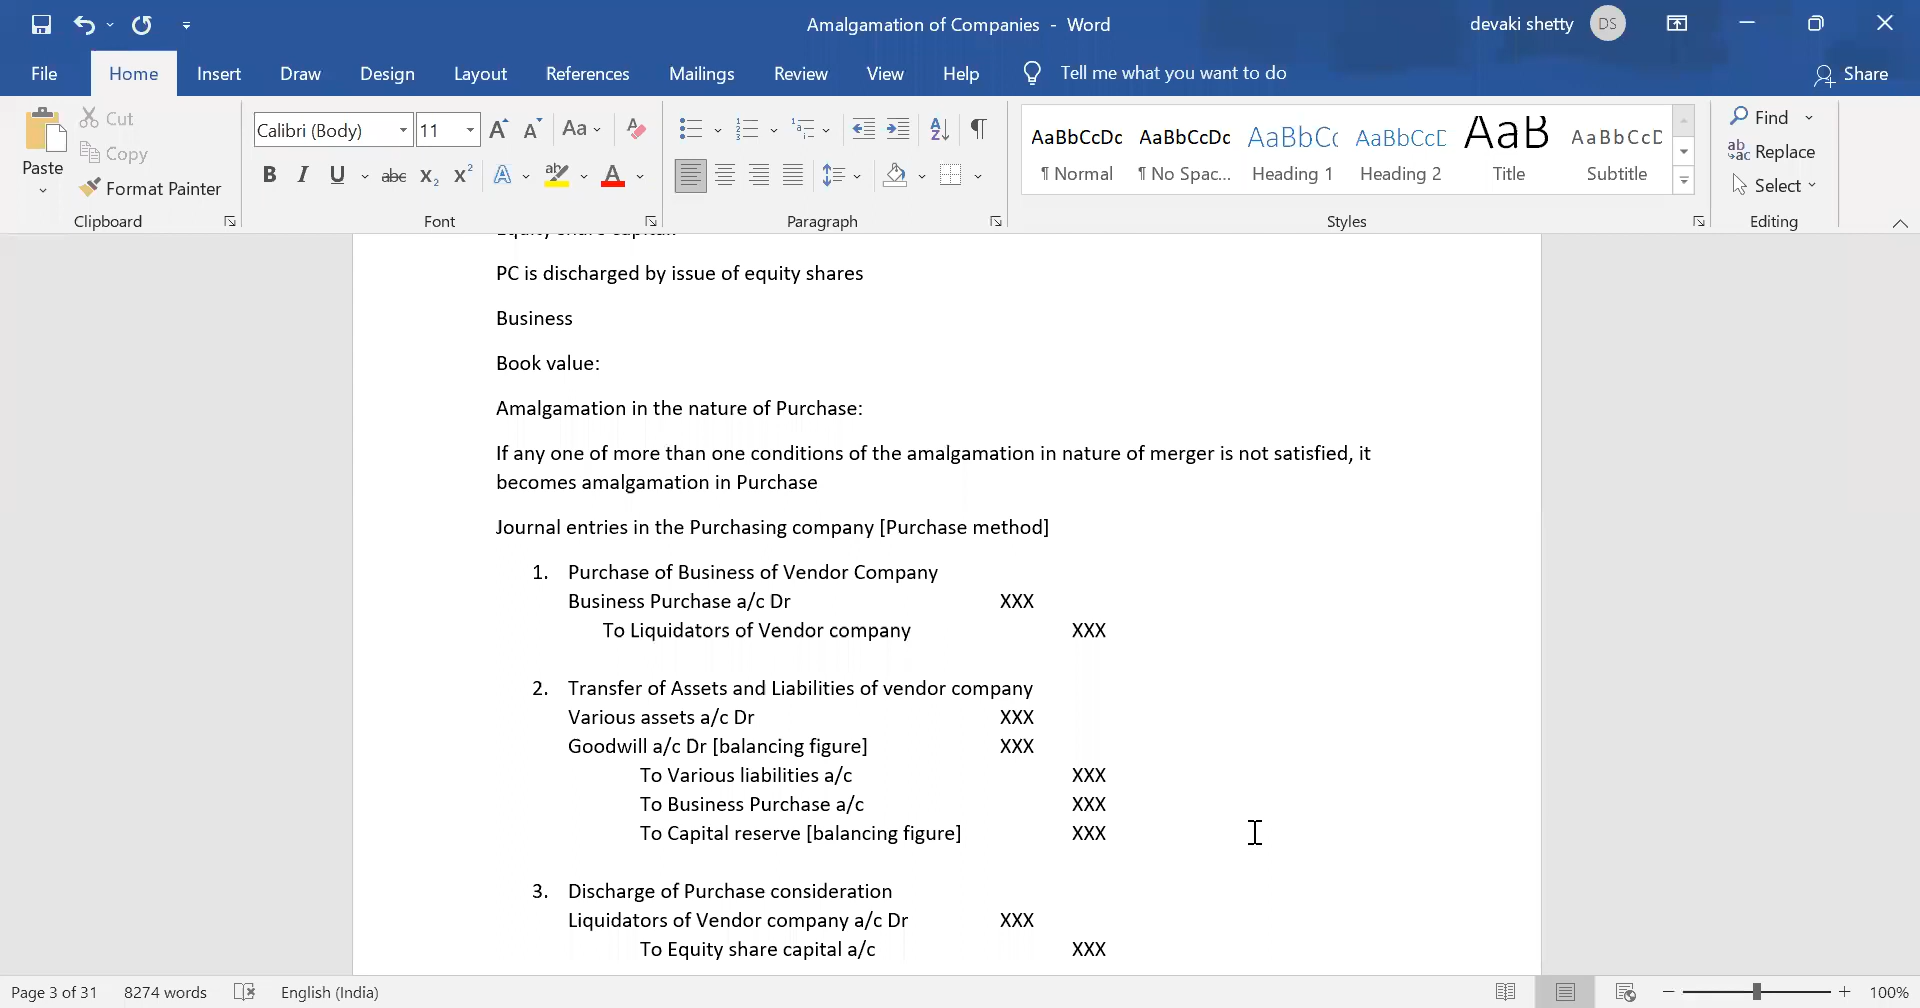 Amalgamation of Companies - Word
devaki shetty DS
File Home Insert Draw Design Layout References Mailings Review View Help Tell me what you want to do Share
Paste Cut
Copy
Format Painter
Clipboard
Calibri (Body) 11
Font
Paragraph
AaBbCcDc AaBbCcDc AaBbCc AaBbCcD AaB AaBbCcD
¶ Normal ¶ No Spac... Heading 1 Heading 2 Title Subtitle
Styles
Find
Replace
Select
Editing
PC is discharged by issue of equity shares
Business
Book value:
Amalgamation in the nature of Purchase:
If any one of more than one conditions of the amalgamation in nature of merger is not satisfied, it
becomes amalgamation in Purchase
Journal entries in the Purchasing company [Purchase method]
1. Purchase of Business of Vendor Company
Business Purchase a/c Dr XXX
To Liquidators of Vendor company XXX
2. Transfer of Assets and Liabilities of vendor company
Various assets a/c Dr XXX
Goodwill a/c Dr [balancing figure] XXX
To Various liabilities a/c XXX
To Business Purchase a/c XXX
To Capital reserve [balancing figure] XXX
3. Discharge of Purchase consideration
Liquidators of Vendor company a/c Dr XXX
To Equity share capital a/c XXX
Page 3 of 31 8274 words English (India) 100%